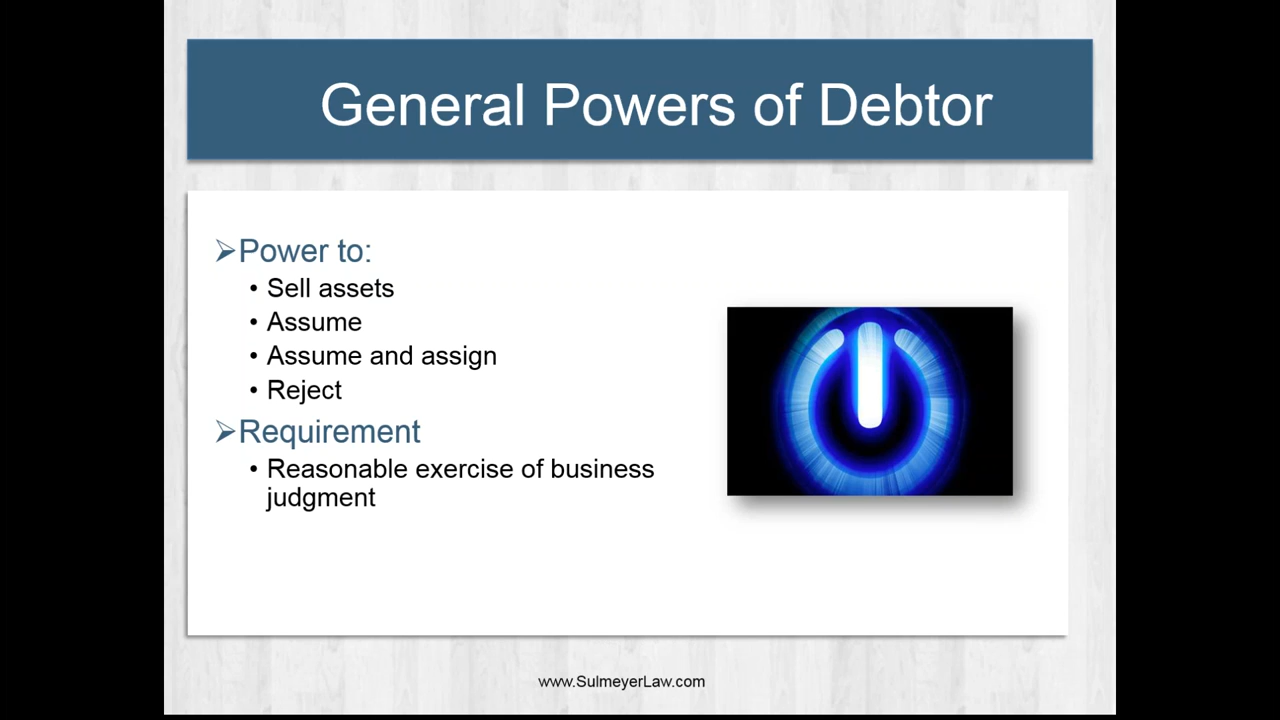 General Powers of Debtor
➢Power to:
• Sell assets
• Assume
• Assume and assign
• Reject
➢Requirement
• Reasonable exercise of business
judgment
www.SulmeyerLaw.com